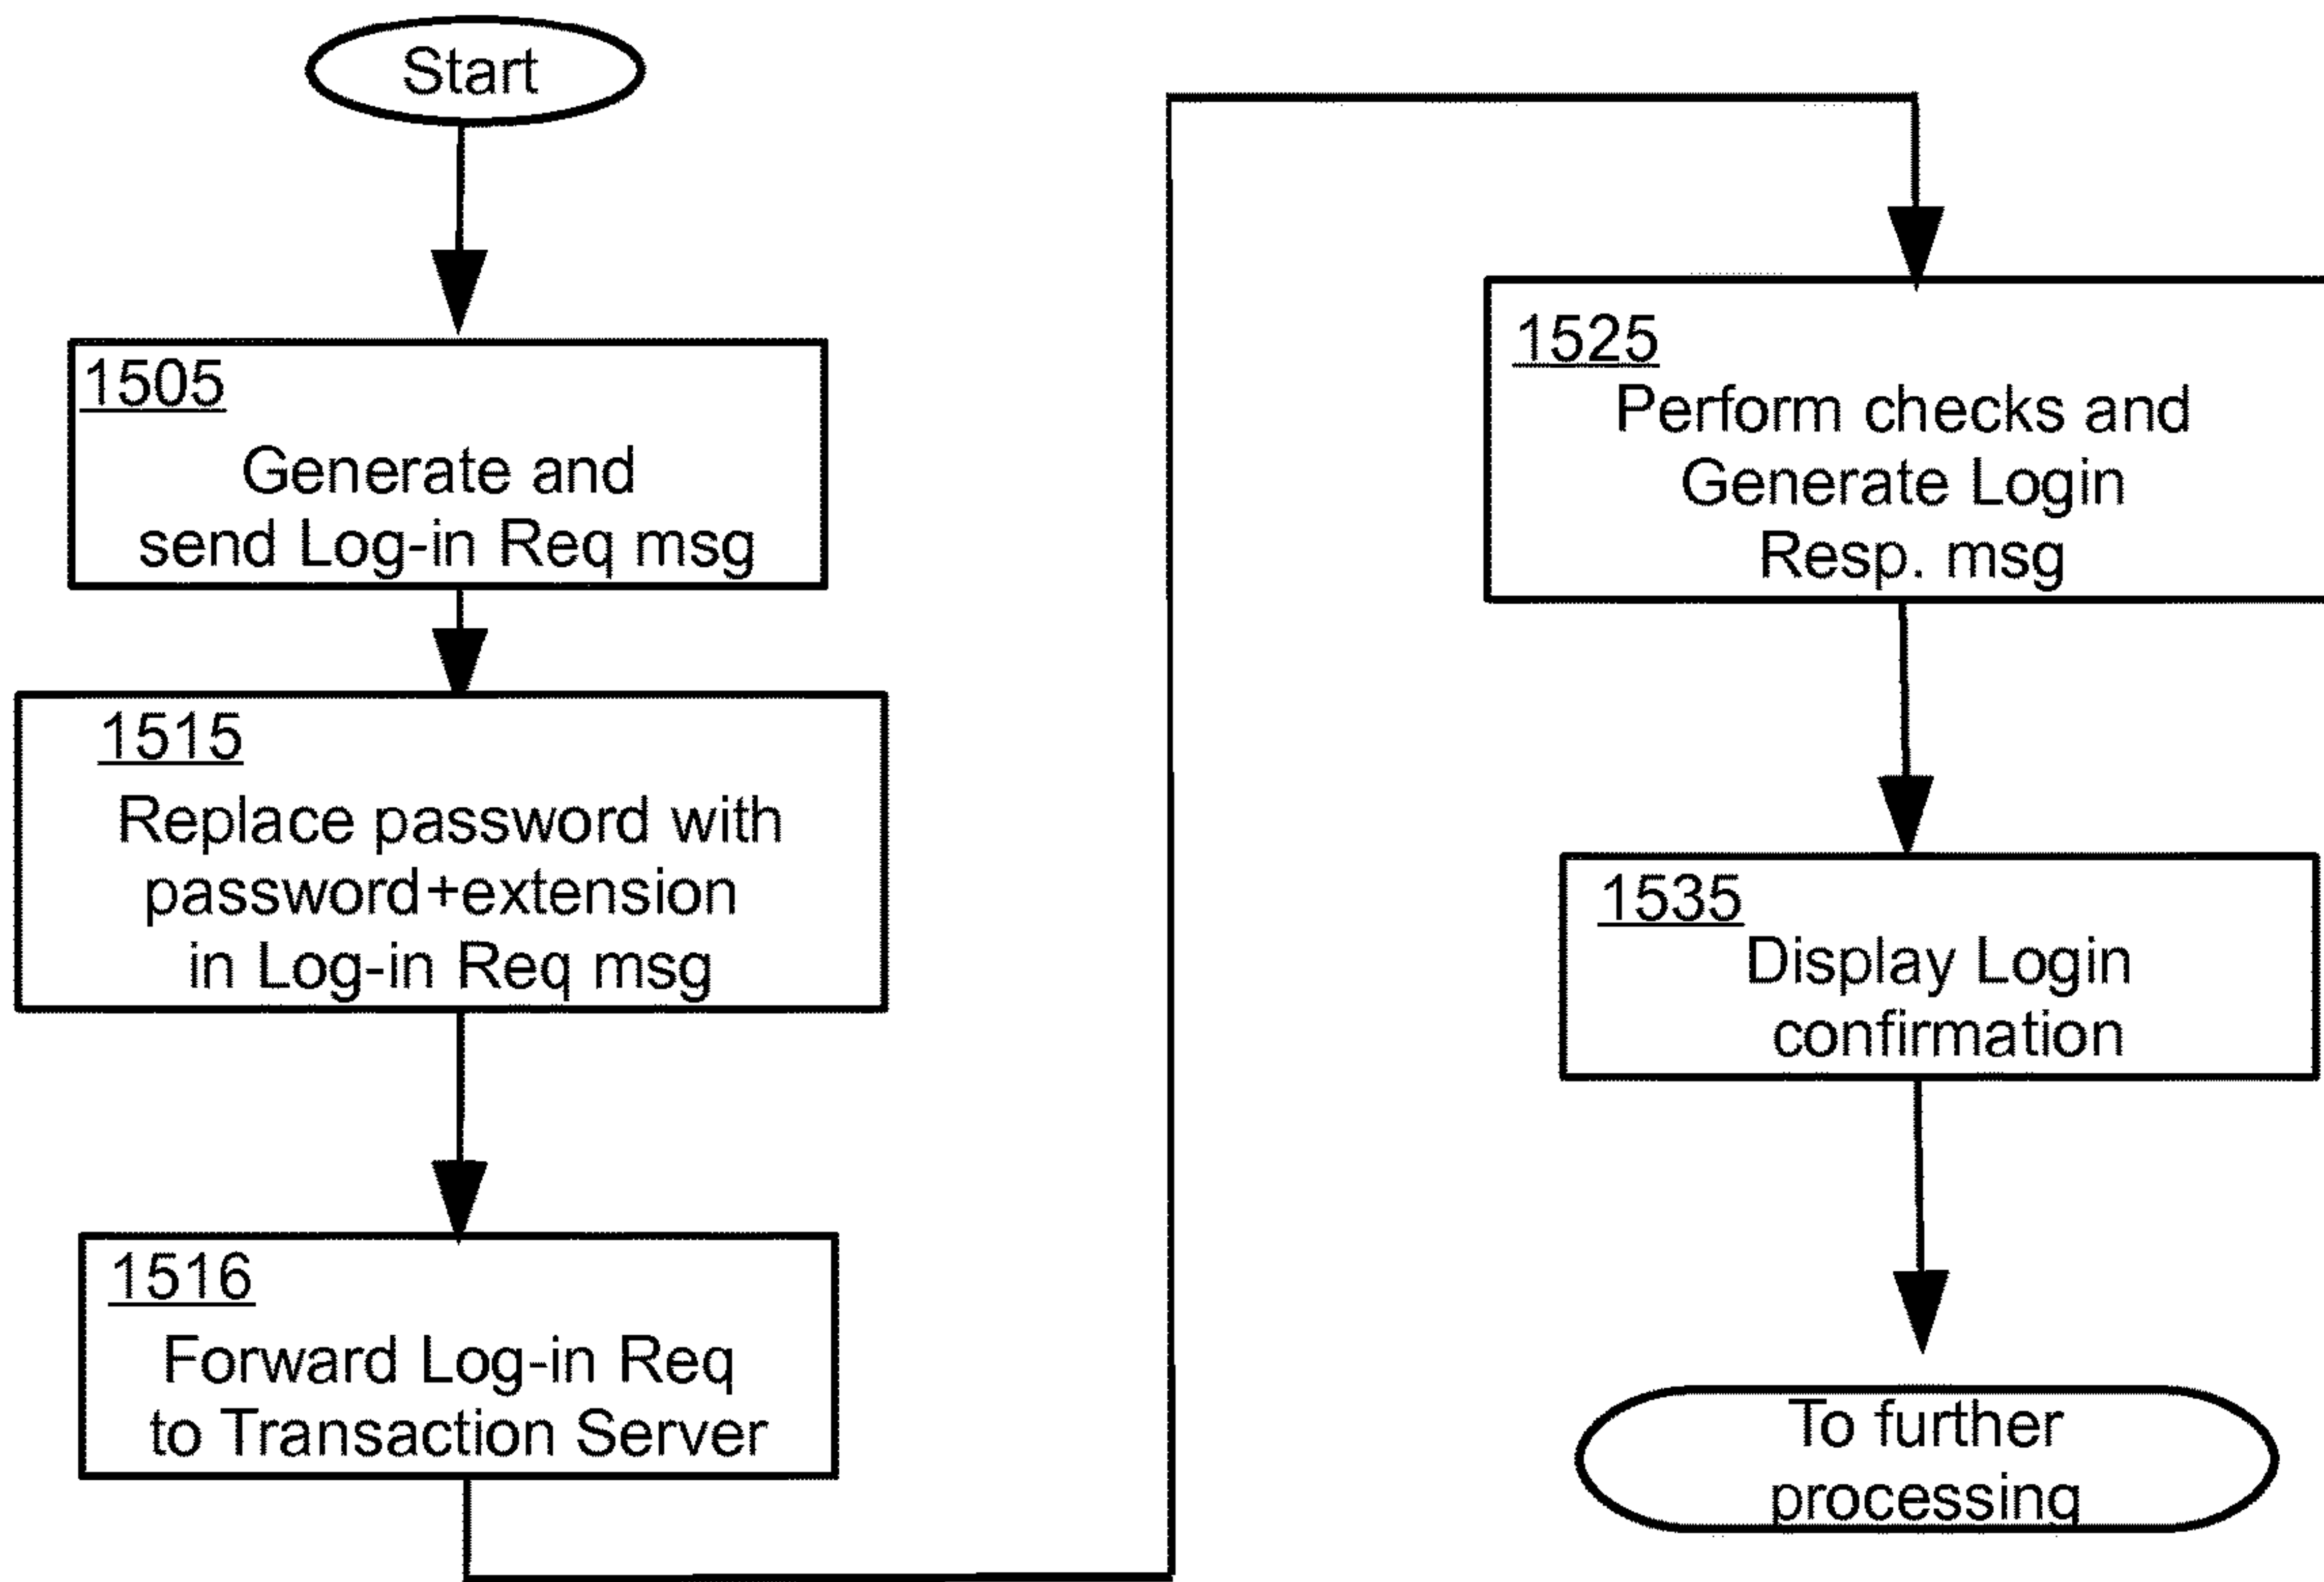 Start
1505
Generate and
send Log-in Req msg
1515
Replace password with
password+extension
in Log-in Req msg
1516
Forward Log-in Req
to Transaction Server
1525
Perform checks and
Generate Login
Resp. msg
1535
Display Login
confirmation
To further
processing